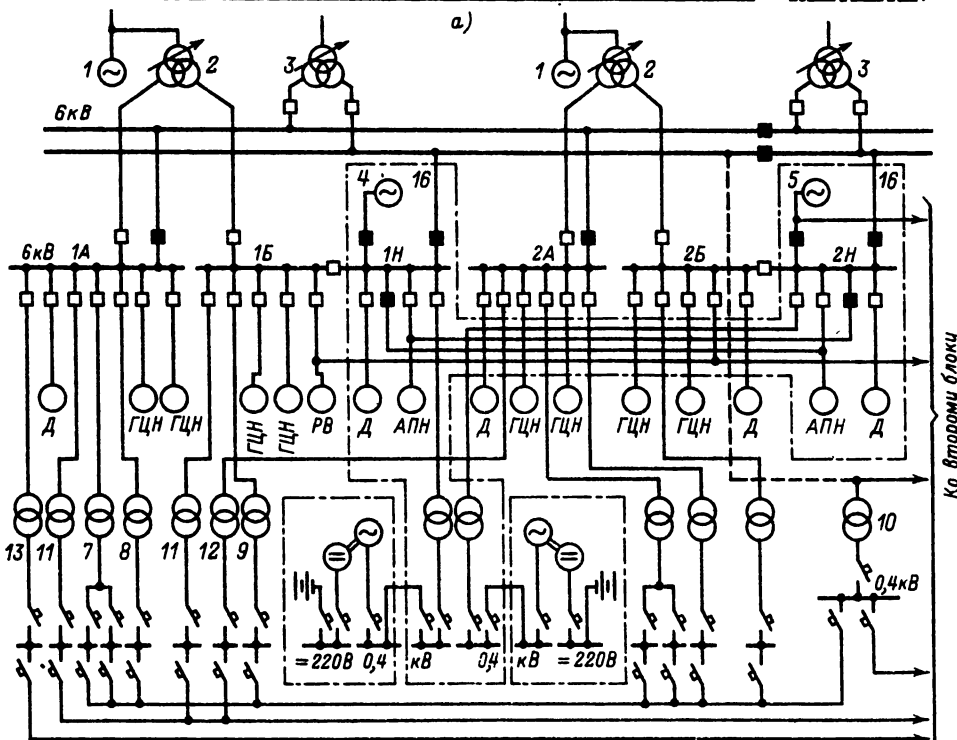 а)
1
2
3
1
2
3
6кВ
4
16
5
16
6кВ
1А
1Б
1Н
2А
2Б
2Н
Д
ГЦН
ГЦН
ГЦН
ГЦН
РВ
Д
АПН
Д
ГЦН
ГЦН
ГЦН
ГЦН
Д
АПН
Д
13
11
7
8
11
12
9
10
0,4кВ
=220В
0,4
кВ
0,4
кВ
=220В
Ко второму блоку